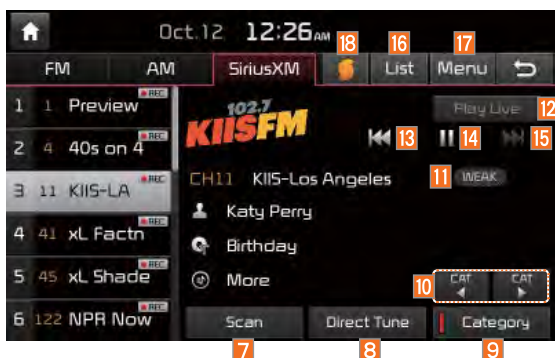 Oct.12 12:26AM
18 16 17
FM AM SiriusXM List Menu
1 1 Preview REC
2 4 40s on 4 REC
3 11 KIIS-LA REC
4 41 xL Factn REC
5 45 xL Shade REC
6 122 NPR Now REC
102.7
KIISFM
Play Live 12
13 14 15
CH11 KIIS-Los Angeles 11 WEAK
Katy Perry
Birthday
More
10 CAT CAT
Scan Direct Tune Category
7 8 9